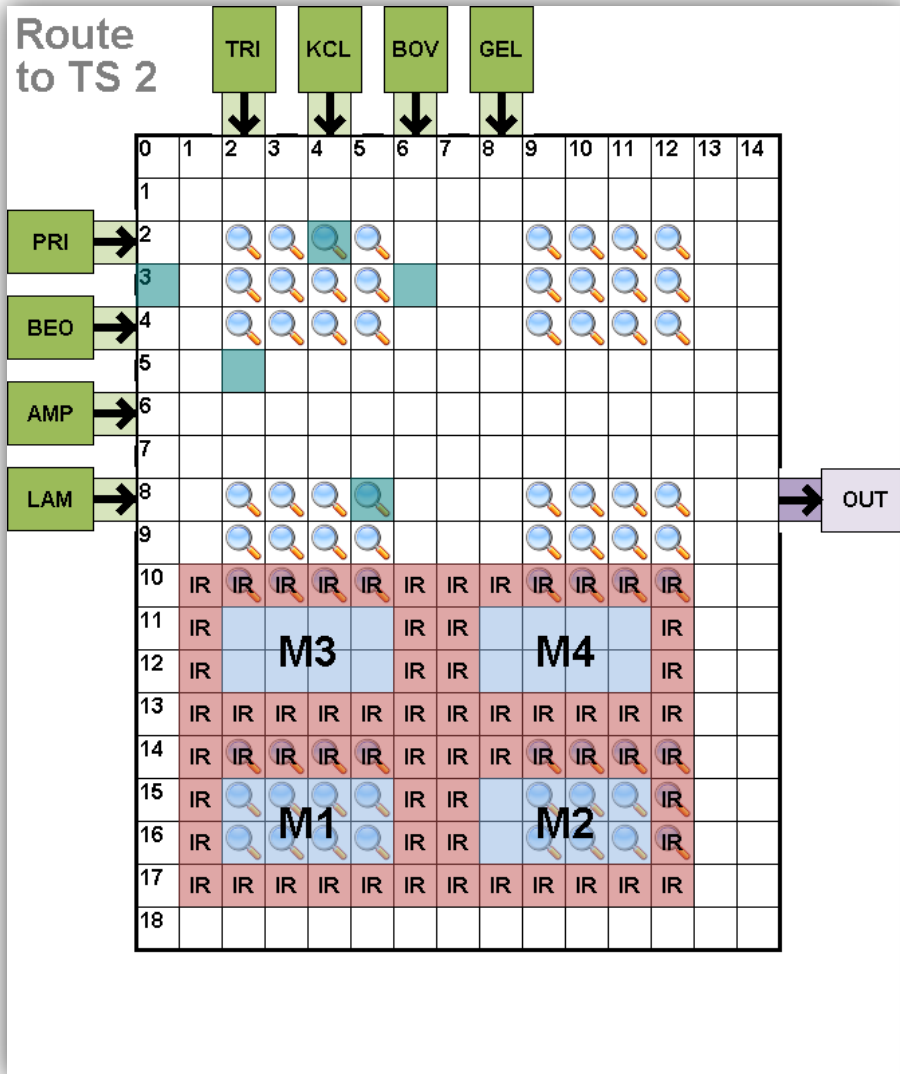 Route
to TS 2
TRI KCL BOV GEL
0 1 2 3 4 5 6 7 8 9 10 11 12 13 14
1
PRI 2
3
BEO 4
5
AMP 6
7
LAM 8 OUT
9
10 IR IR IR IR IR IR IR IR IR IR IR IR
11 IR M3 IR IR M4 IR
12 IR IR IR IR
13 IR IR IR IR IR IR IR IR IR IR IR IR
14 IR IR IR IR IR IR IR IR IR IR IR IR
15 IR M1 IR IR M2 IR
16 IR IR IR IR
17 IR IR IR IR IR IR IR IR IR IR IR IR
18